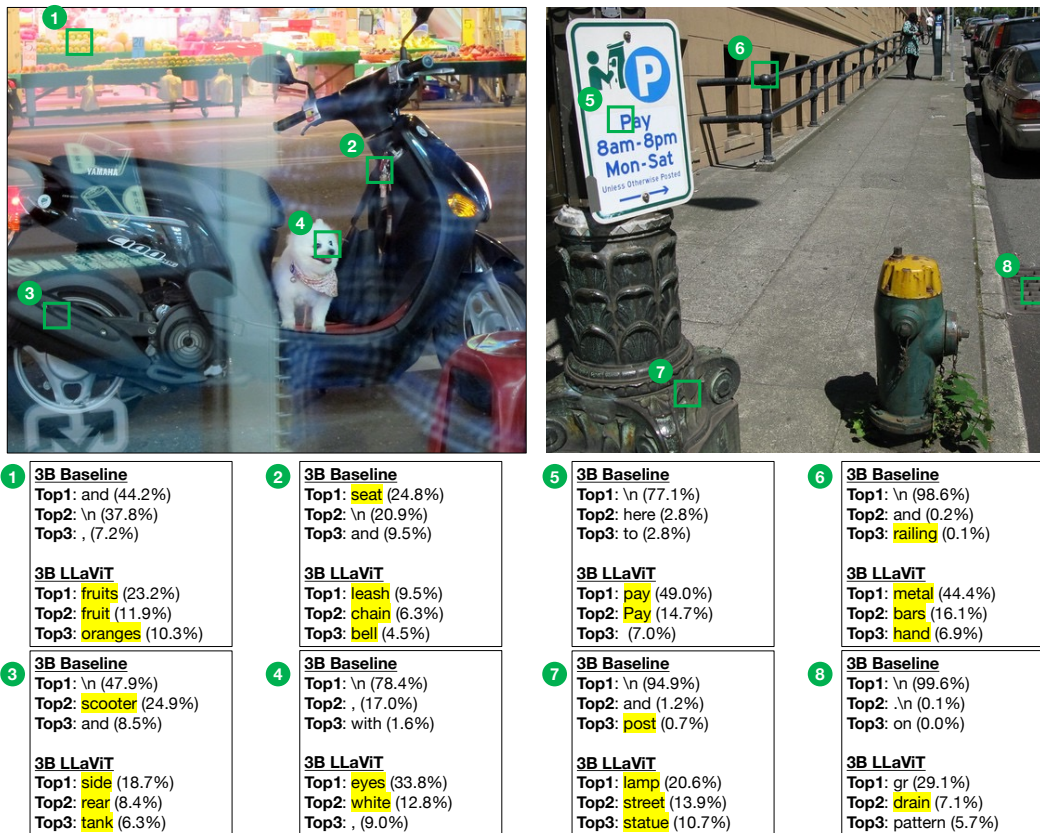 1
2
3
4
YAMAHA
P
5
6
7
8
P
Pay
8am-8pm
Mon-Sat
Unless Otherwise Posted
1
3B Baseline
Top1: and (44.2%)
Top2: \n (37.8%)
Top3: , (7.2%)
3B LLaViT
Top1: fruits (23.2%)
Top2: fruit (11.9%)
Top3: oranges (10.3%)
2
3B Baseline
Top1: seat (24.8%)
Top2: \n (20.9%)
Top3: and (9.5%)
3B LLaViT
Top1: leash (9.5%)
Top2: chain (6.3%)
Top3: bell (4.5%)
5
3B Baseline
Top1: \n (77.1%)
Top2: here (2.8%)
Top3: to (2.8%)
3B LLaViT
Top1: pay (49.0%)
Top2: Pay (14.7%)
Top3: (7.0%)
6
3B Baseline
Top1: \n (98.6%)
Top2: and (0.2%)
Top3: railing (0.1%)
3B LLaViT
Top1: metal (44.4%)
Top2: bars (16.1%)
Top3: hand (6.9%)
3
3B Baseline
Top1: \n (47.9%)
Top2: scooter (24.9%)
Top3: and (8.5%)
3B LLaViT
Top1: side (18.7%)
Top2: rear (8.4%)
Top3: tank (6.3%)
4
3B Baseline
Top1: \n (78.4%)
Top2: , (17.0%)
Top3: with (1.6%)
3B LLaViT
Top1: eyes (33.8%)
Top2: white (12.8%)
Top3: , (9.0%)
7
3B Baseline
Top1: \n (94.9%)
Top2: and (1.2%)
Top3: post (0.7%)
3B LLaViT
Top1: lamp (20.6%)
Top2: street (13.9%)
Top3: statue (10.7%)
8
3B Baseline
Top1: \n (99.6%)
Top2: .\n (0.1%)
Top3: on (0.0%)
3B LLaViT
Top1: gr (29.1%)
Top2: drain (7.1%)
Top3: pattern (5.7%)